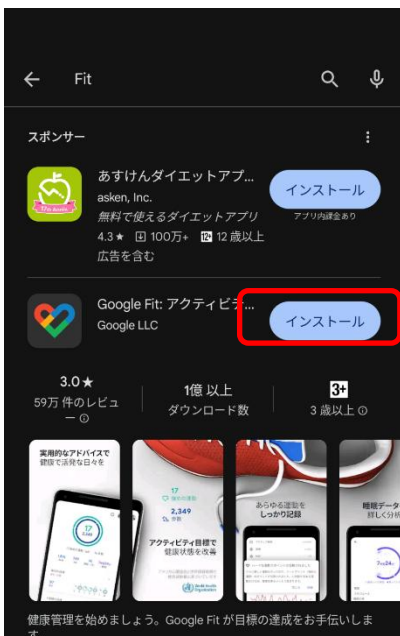 Fit
スポンサー
あすけんダイエットアプ...
asken, Inc.
無料で使えるダイエットアプリ
4.3★ 100万+ 12+ 12 歳以上
広告を含む
インストール
アプリ内課金あり
Google Fit: アクティビテ...
Google LLC
インストール
3.0★
59万 件のレビュ
ー
1億 以上
ダウンロード数
3+
3 歳以上
実用的なアドバイスで
健康で活発な日々を
17
2,349
歩数
アクティビティ目標で
健康状態を改善
あらゆる運動を
しっかり記録
睡眠データ
詳しく分析
健康管理を始めましょう。Google Fit が目標の達成をお手伝いしま
す